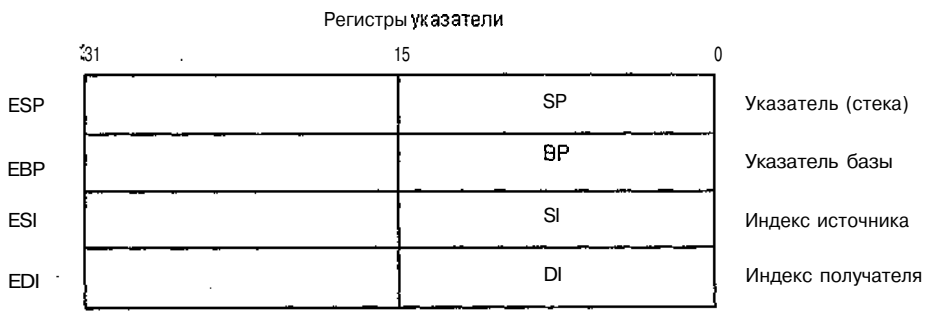 Регистры указатели
31 15 0
ESP SP Указатель (стека)
EBP BP Указатель базы
ESI SI Индекс источника
EDI DI Индекс получателя